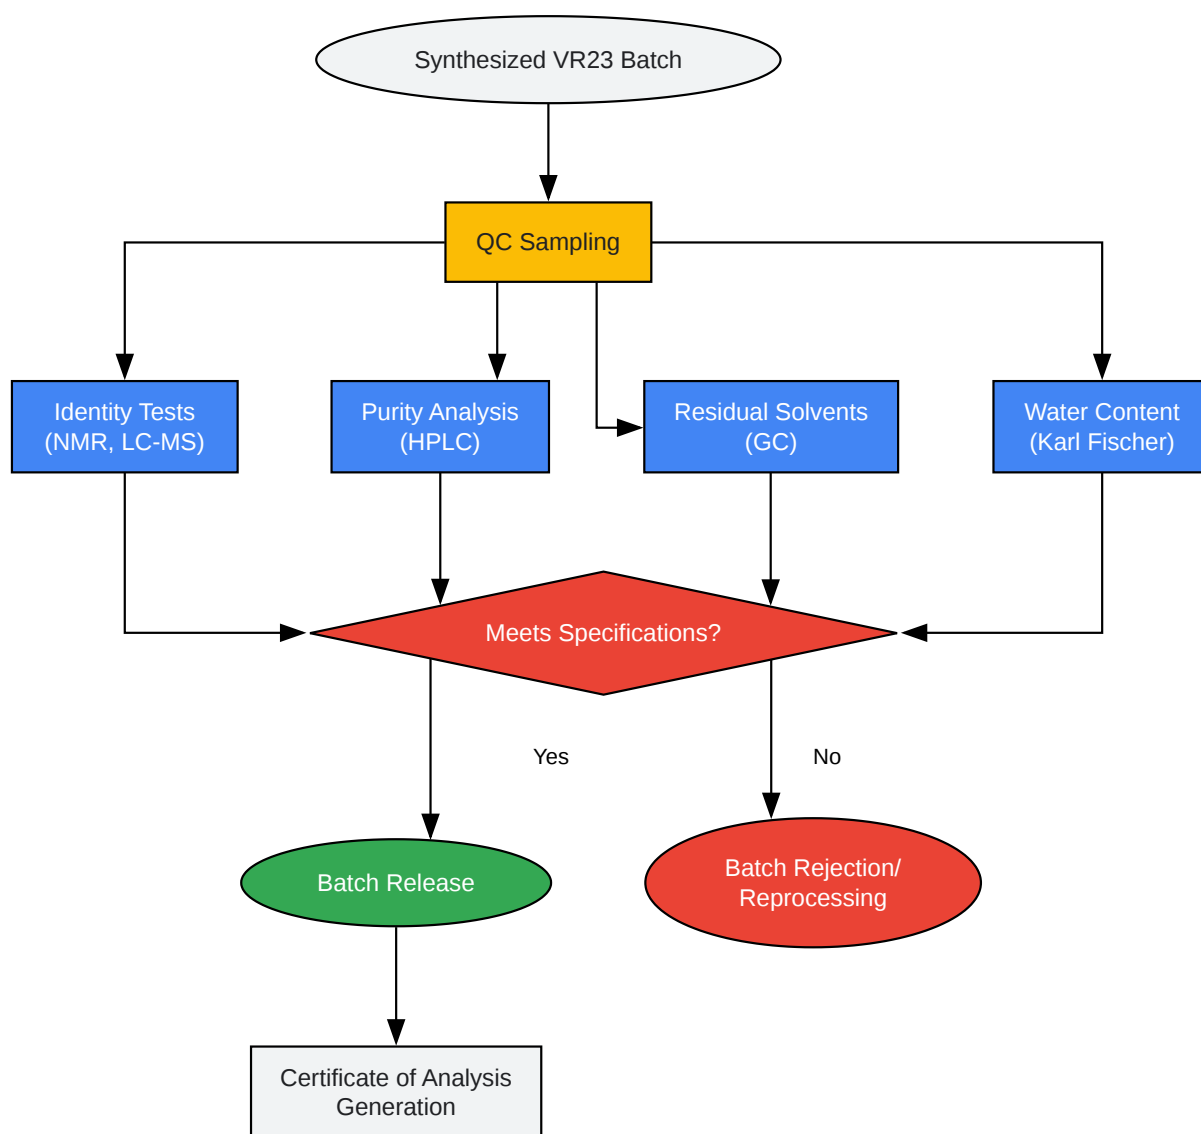 Synthesized VR23 Batch
QC Sampling
Identity Tests
(NMR, LC-MS)
Purity Analysis
(HPLC)
Residual Solvents
(GC)
Water Content
(Karl Fischer)
Meets Specifications?
Yes
No
Batch Release
Batch Rejection/
Reprocessing
Certificate of Analysis
Generation